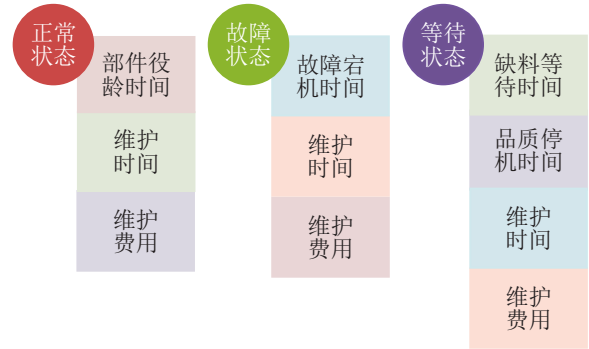 正常
状态
部件役
龄时间
维护
时间
维护
费用
故障
状态
故障宕
机时间
维护
时间
维护
费用
等待
状态
缺料等
待时间
品质停
机时间
维护
时间
维护
费用